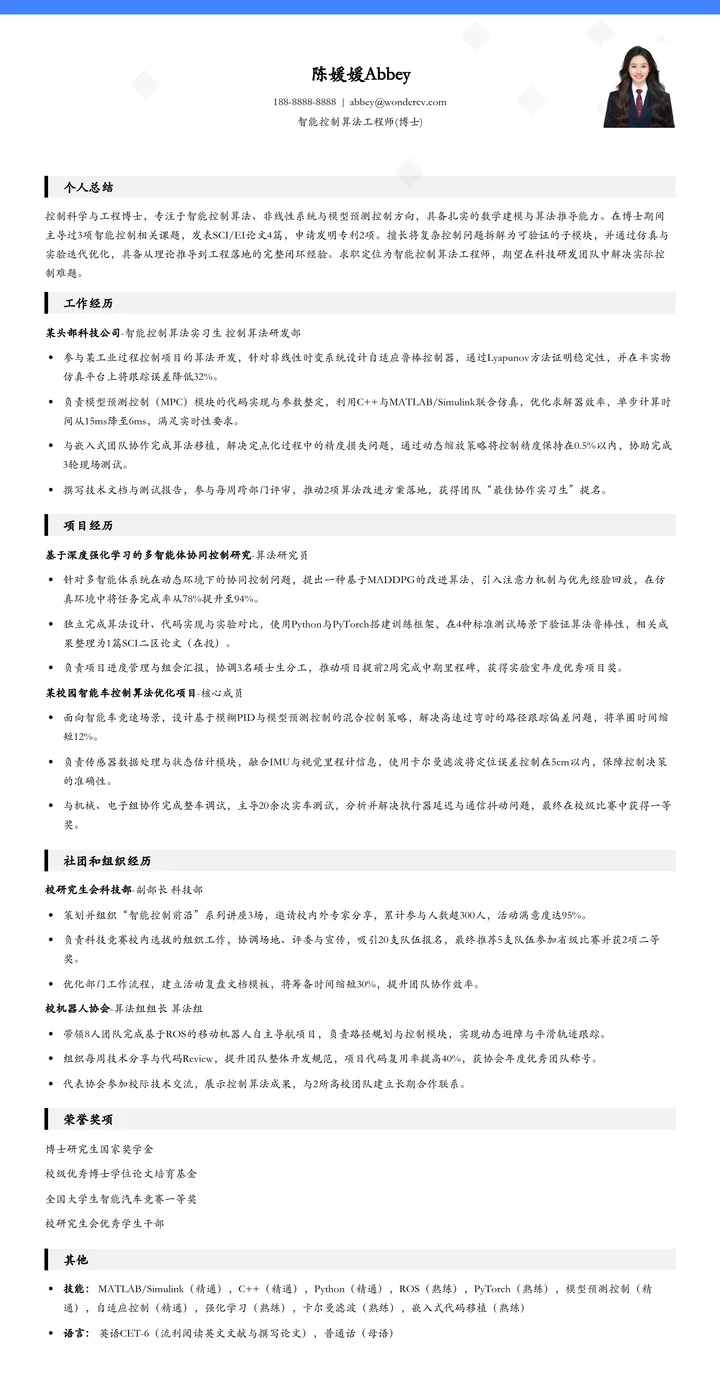 陈媛媛Abbey
188-8888-8888 | abbey@wondercv.com
智能控制算法工程师(博士)
个人总结
控制科学与工程博士，专注于智能控制算法、非线性系统与模型预测控制方向，具备扎实的数学建模与算法推导能力。在博士期间
主导过3项智能控制相关课题，发表SCI/EI论文4篇，申请发明专利2项。擅长将复杂控制问题拆解为可验证的子模块，并通过仿真与
实验迭代优化，具备从理论推导到工程落地的完整闭环经验。求职定位为智能控制算法工程师，期望在科技研发团队中解决实际控
制难题。
工作经历
某头部科技公司-智能控制算法实习生 控制算法研发部
• 参与某工业过程控制项目的算法开发，针对非线性时变系统设计自适应鲁棒控制器，通过Lyapunov方法证明稳定性，并在半实物
仿真平台上将跟踪误差降低32%。
• 负责模型预测控制（MPC）模块的代码实现与参数整定，利用C++与MATLAB/Simulink联合仿真，优化求解器效率，单步计算时
间从15ms降至6ms，满足实时性要求。
• 与嵌入式团队协作完成算法移植，解决定点化过程中的精度损失问题，通过动态缩放策略将控制精度保持在0.5%以内，协助完成
3轮现场测试。
• 撰写技术文档与测试报告，参与每周跨部门评审，推动2项算法改进方案落地，获得团队“最佳协作实习生”提名。
项目经历
基于深度强化学习的多智能体协同控制研究-算法研究员
• 针对多智能体系统在动态环境下的协同控制问题，提出一种基于MADDPG的改进算法，引入注意力机制与优先经验回放，在仿
真环境中将任务完成率从78%提升至94%。
• 独立完成算法设计、代码实现与实验对比，使用Python与PyTorch搭建训练框架，在4种标准测试场景下验证算法鲁棒性，相关成
果整理为1篇SCI二区论文（在投）。
• 负责项目进度管理与组会汇报，协调3名硕士生分工，推动项目提前2周完成中期里程碑，获得实验室年度优秀项目奖。
某校园智能车控制算法优化项目-核心成员
• 面向智能车竞速场景，设计基于模糊PID与模型预测控制的混合控制策略，解决高速过弯时的路径跟踪偏差问题，将单圈时间缩
短12%。
• 负责传感器数据处理与状态估计模块，融合IMU与视觉里程计信息，使用卡尔曼滤波将定位误差控制在5cm以内，保障控制决策
的准确性。
• 与机械、电子组协作完成整车调试，主导20余次实车测试，分析并解决执行器延迟与通信抖动问题，最终在校级比赛中获得一等
奖。
社团和组织经历
校研究生会科技部-副部长 科技部
• 策划并组织“智能控制前沿”系列讲座3场，邀请校内外专家分享，累计参与人数超300人，活动满意度达95%。
• 负责科技竞赛校内选拔的组织工作，协调场地、评委与宣传，吸引20支队伍报名，最终推荐5支队伍参加省级比赛并获2项二等
奖。
• 优化部门工作流程，建立活动复盘文档模板，将筹备时间缩短30%，提升团队协作效率。
校机器人协会-算法组组长 算法组
• 带领8人团队完成基于ROS的移动机器人自主导航项目，负责路径规划与控制模块，实现动态避障与平滑轨迹跟踪。
• 组织每周技术分享与代码Review，提升团队整体开发规范，项目代码复用率提高40%，获协会年度优秀团队称号。
• 代表协会参加校际技术交流，展示控制算法成果，与2所高校团队建立长期合作联系。
荣誉奖项
博士研究生国家奖学金
校级优秀博士学位论文培育基金
全国大学生智能汽车竞赛一等奖
校研究生会优秀学生干部
其他
• 技能： MATLAB/Simulink（精通），C++（精通），Python（精通），ROS（熟练），PyTorch（熟练），模型预测控制（精
通），自适应控制（精通），强化学习（熟练），卡尔曼滤波（熟练），嵌入式代码移植（熟练）
• 语言： 英语CET-6（流利阅读英文文献与撰写论文），普通话（母语）